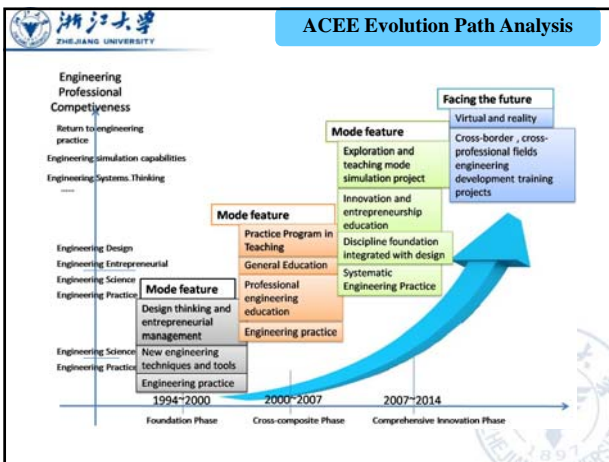 浙江大学
ZHEJIANG UNIVERSITY
ACEE Evolution Path Analysis
Engineering
Professional
Competiveness
Return to engineering
practice
Engineering simulation capabilities
Engineering Systems Thinking
.....
Engineering Design
Engineering Entrepreneurial
Engineering Science
Engineering Practice
Engineering Science
Engineering Practice
Mode feature
Design thinking and
entrepreneurial
management
New engineering
techniques and tools
Engineering practice
Mode feature
Practice Program in
Teaching
General Education
Professional
engineering
education
Engineering practice
Mode feature
Exploration and
teaching mode
simulation project
Innovation and
entrepreneurship
education
Discipline foundation
integrated with design
Systematic
Engineering Practice
Facing the future
Virtual and reality
Cross-border , cross-
professional fields
engineering
development training
projects
1994~2000
2000~2007
2007~2014
Foundation Phase
Cross-composite Phase
Comprehensive Innovation Phase
1897